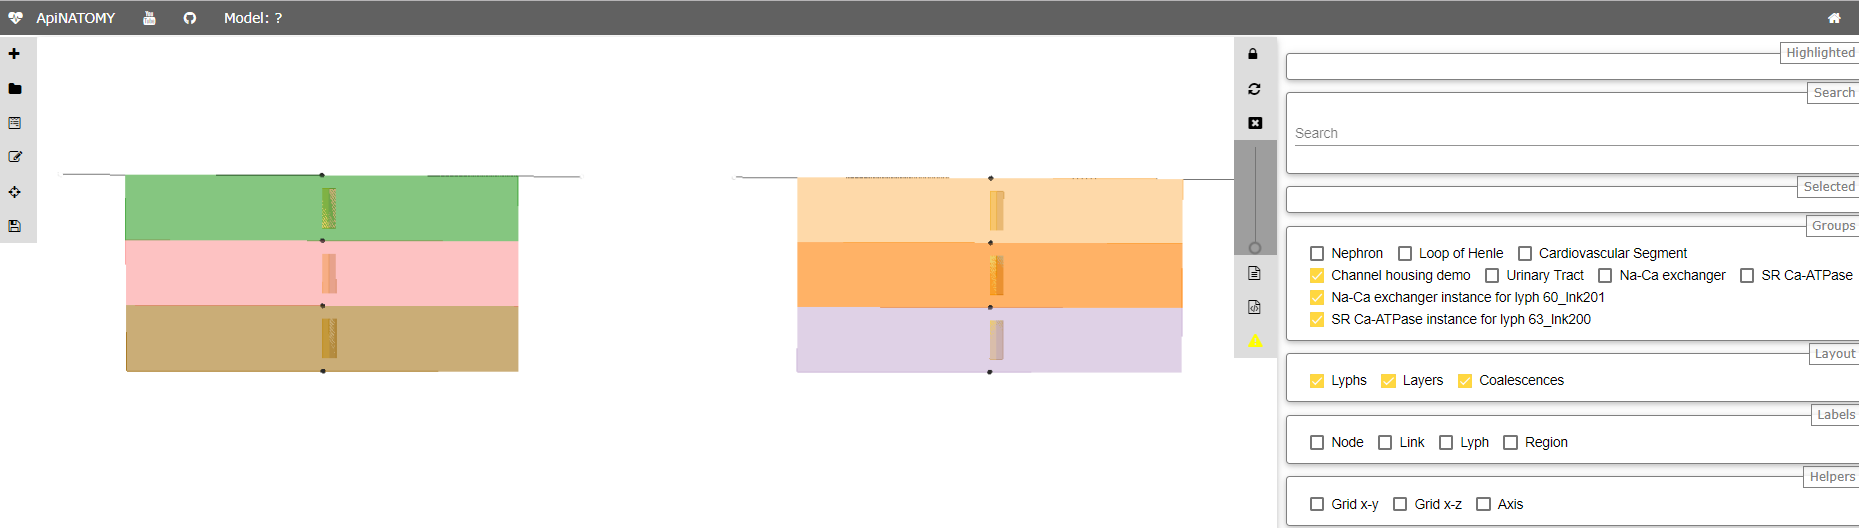 ApiNATOMY You Tube Model: ?
Highlighted
Search
Search
Selected
Groups
Nephron Loop of Henle Cardiovascular Segment
Channel housing demo Urinary Tract Na-Ca exchanger SR Ca-ATPase
Na-Ca exchanger instance for lyph 60_lnk201
SR Ca-ATPase instance for lyph 63_lnk200
Layout
Lyphs Layers Coalescences
Labels
Node Link Lyph Region
Helpers
Grid x-y Grid x-z Axis